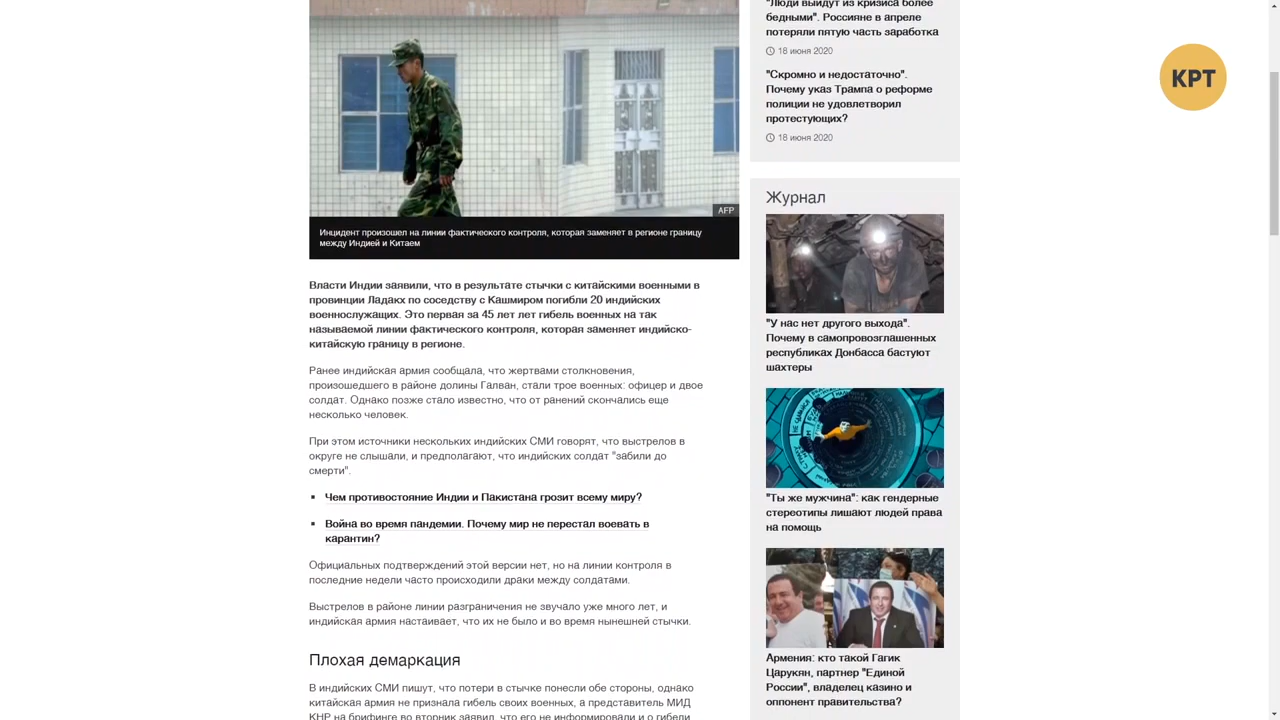 "Люди выйдут из кризиса более
бедными". Россияне в апреле
потеряли пятую часть заработка
18 июня 2020
"Скромно и недостаточно".
Почему указ Трампа о реформе
полиции не удовлетворил
протестующих?
18 июня 2020
КРТ
AFP
Инцидент произошел на линии фактического контроля, которая заменяет в регионе границу
между Индией и Китаем
Власти Индии заявили, что в результате стычки с китайскими военными в
провинции Ладакх по соседству с Кашмиром погибли 20 индийских
военнослужащих. Это первая за 45 лет лет гибель военных на так
называемой линии фактического контроля, которая заменяет индийско-
китайскую границу в регионе.
Ранее индийская армия сообщала, что жертвами столкновения,
произошедшего в районе долины Галван, стали трое военных: офицер и двое
солдат. Однако позже стало известно, что от ранений скончались еще
несколько человек.
При этом источники нескольких индийских СМИ говорят, что выстрелов в
округе не слышали, и предполагают, что индийских солдат "забили до
смерти".
Чем противостояние Индии и Пакистана грозит всему миру?
Война во время пандемии. Почему мир не перестал воевать в
карантин?
Официальных подтверждений этой версии нет, но на линии контроля в
последние недели часто происходили драки между солдатами.
Выстрелов в районе линии разграничения не звучало уже много лет, и
индийская армия настаивает, что их не было и во время нынешней стычки.
Плохая демаркация
В индийских СМИ пишут, что потери в стычке понесли обе стороны, однако
китайская армия не признала гибель своих военных, а представитель МИД
КНР на брифинге во вторник заявил, что его не информировали и о гибели
Журнал
"У нас нет другого выхода".
Почему в самопровозглашенных
республиках Донбасса бастуют
шахтеры
"Ты же мужчина": как гендерные
стереотипы лишают людей права
на помощь
Армения: кто такой Гагик
Царукян, партнер "Единой
России", владелец казино и
оппонент правительства?